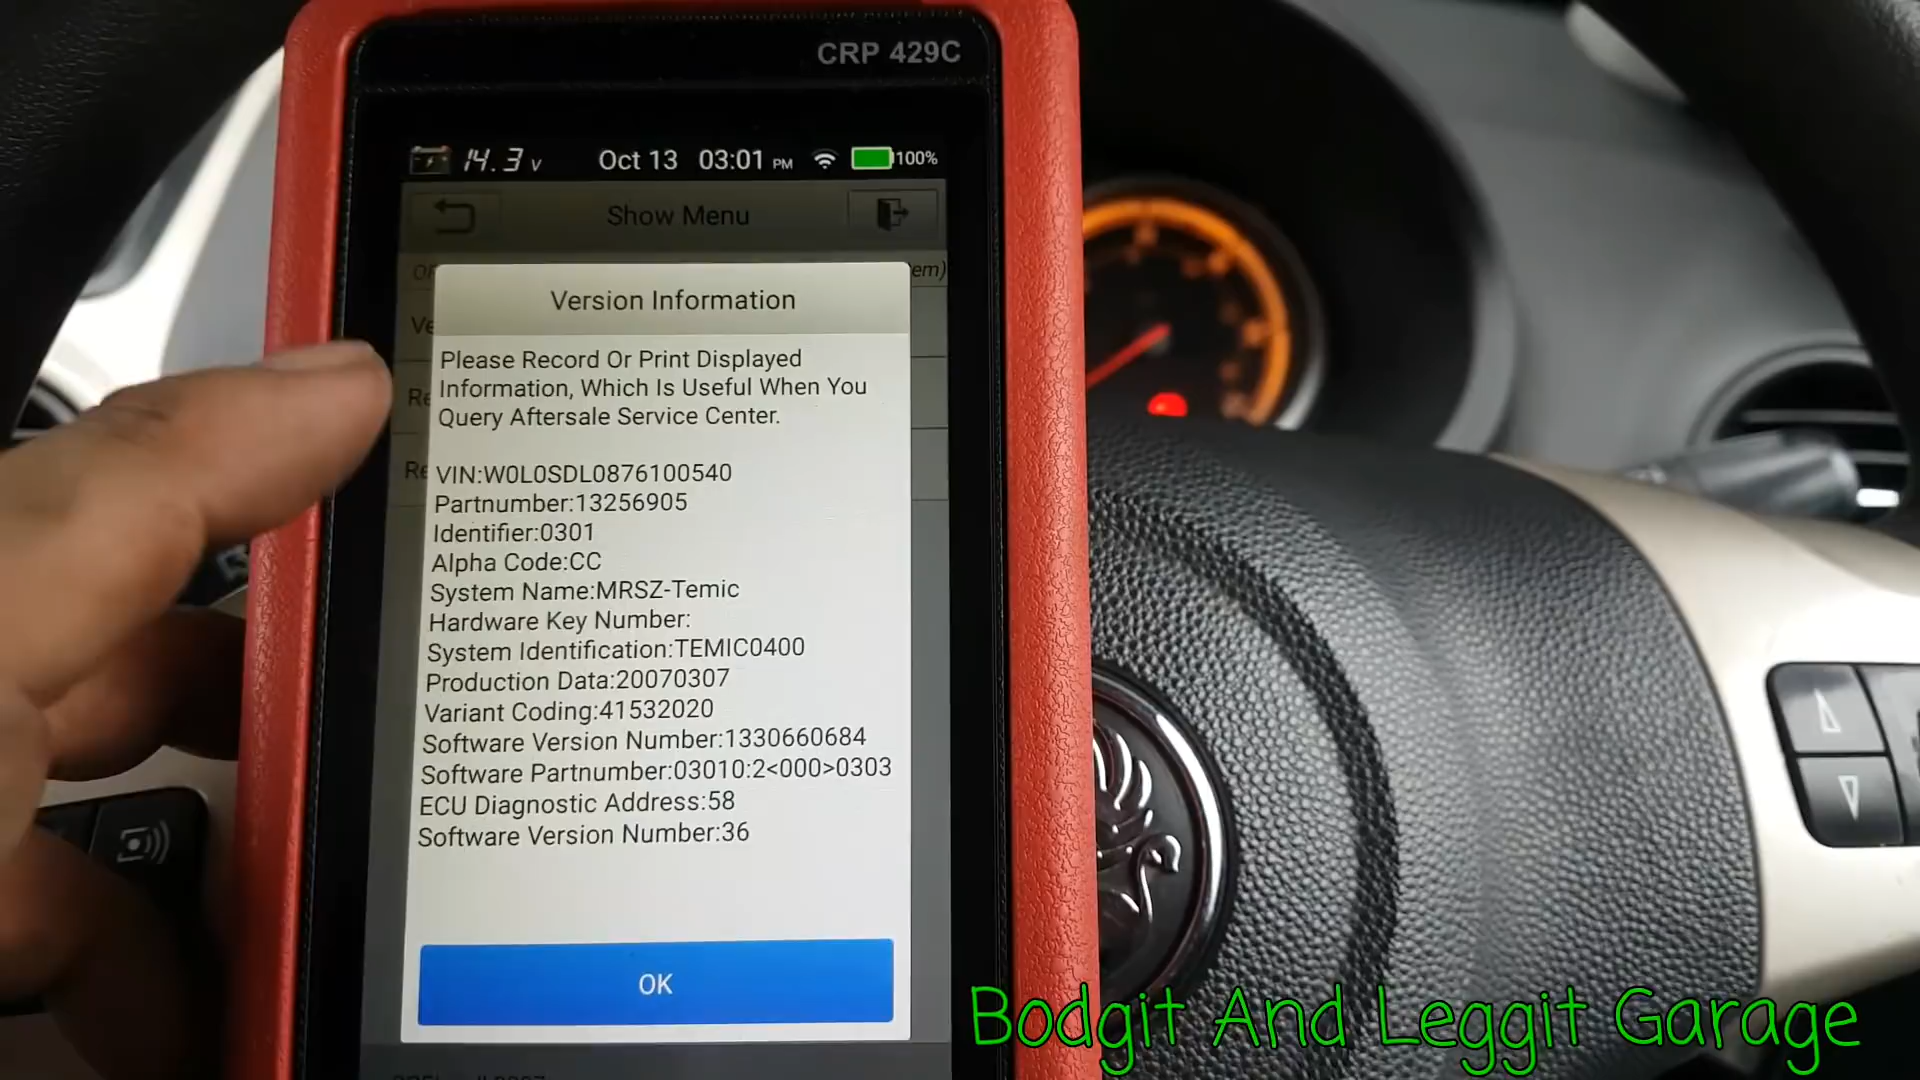 CRP 429C
14.3 V Oct 13 03:01 PM 100%
Show Menu
em)
Version Information
Please Record Or Print Displayed
Information, Which Is Useful When You
Query Aftersale Service Center.
VIN:W0L0SDL0876100540
Partnumber:13256905
Identifier:0301
Alpha Code:CC
System Name:MRSZ-Temic
Hardware Key Number:
System Identification:TEMIC0400
Production Data:20070307
Variant Coding:41532020
Software Version Number:1330660684
Software Partnumber:03010:2<000>0303
ECU Diagnostic Address:58
Software Version Number:36
OK
Bodgit And Leggit Garage